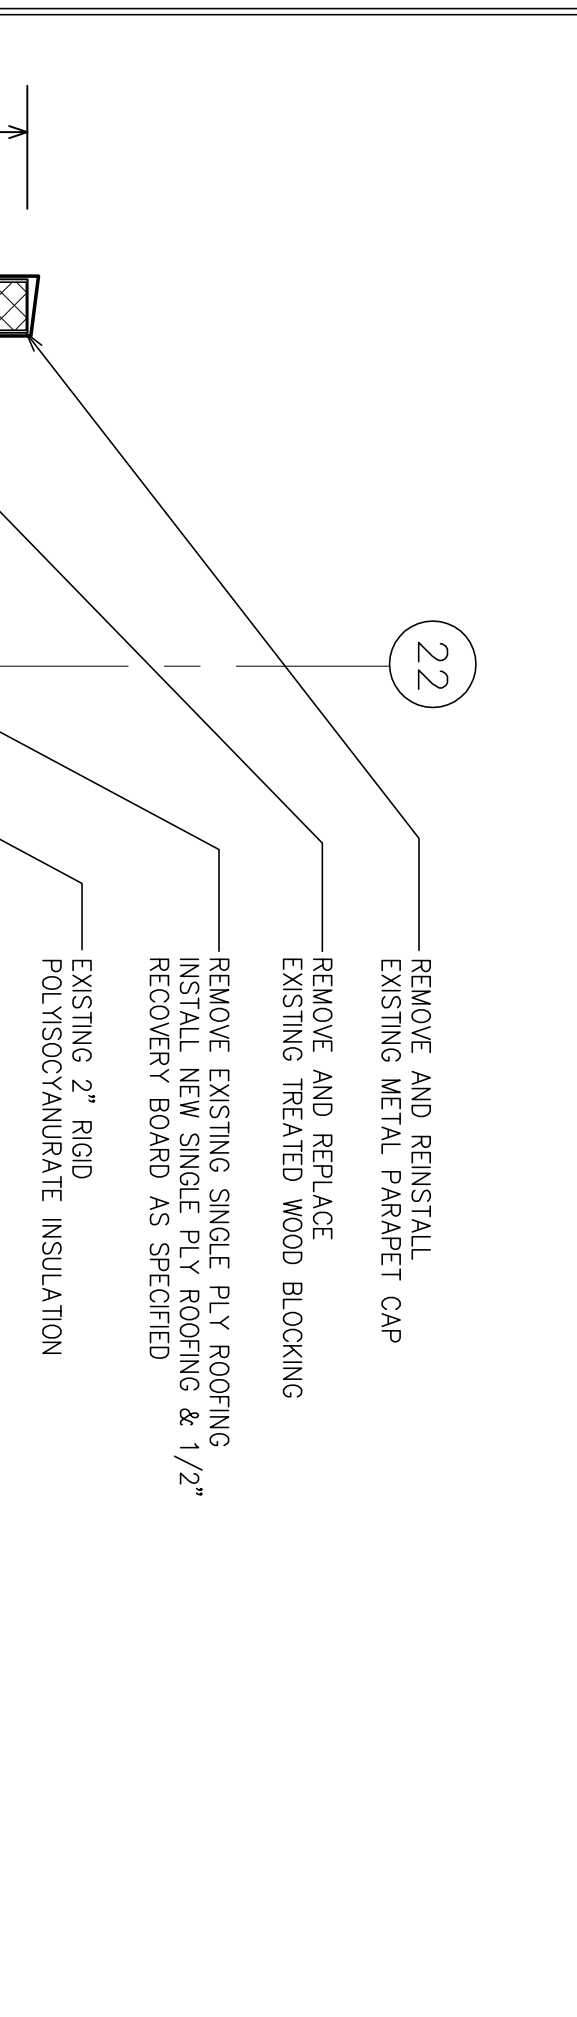 22
REMOVE AND REINSTALL
EXISTING METAL PARAPET CAP
REMOVE AND REPLACE
EXISTING TREATED WOOD BLOCKING
REMOVE EXISTING SINGLE PLY ROOFING
INSTALL NEW SINGLE PLY ROOFING & 1/2"
RECOVERY BOARD AS SPECIFIED
EXISTING 2" RIGID
POLYISOCYANURATE INSULATION